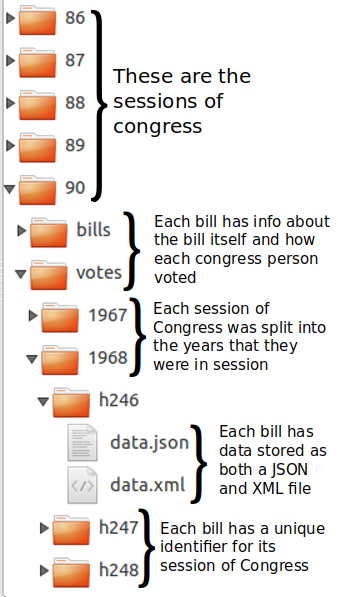 86
87
These are the
sessions of
congress
88
89
90
bills
votes
Each bill has info about
the bill itself and how
each congress person
voted
1967
1968
Each session of
Congress was split into
the years that they
were in session
h246
data.json
data.xml
Each bill has
data stored as
both a JSON
and XML file
h247
h248
Each bill has a unique
identifier for its
session of Congress